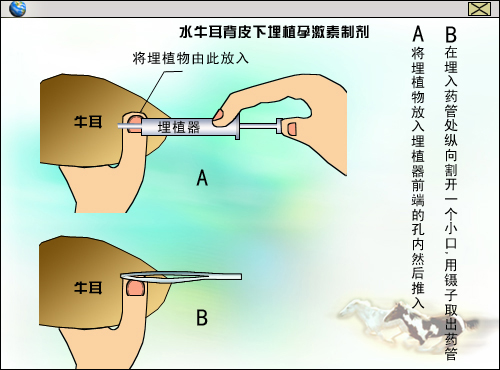 水牛耳背皮下埋植孕激素制剂
将埋植物由此放入
牛耳
埋植器
A
牛耳
B
A将埋植物放入埋植器前端的孔内然后推入
B在埋入药管处纵向割开一个小口,用镊子取出药管